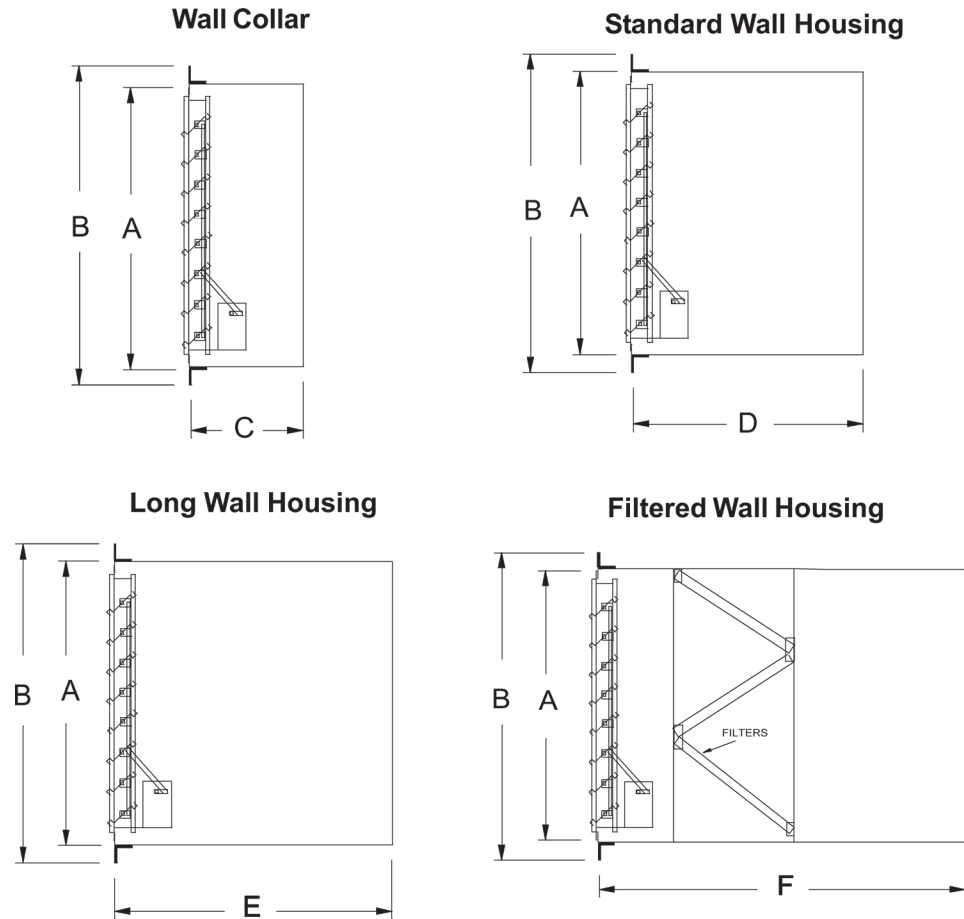 Wall Collar
B
A
C
Standard Wall Housing
B
A
D
Long Wall Housing
B
A
E
Filtered Wall Housing
B
A
FILTERS
F